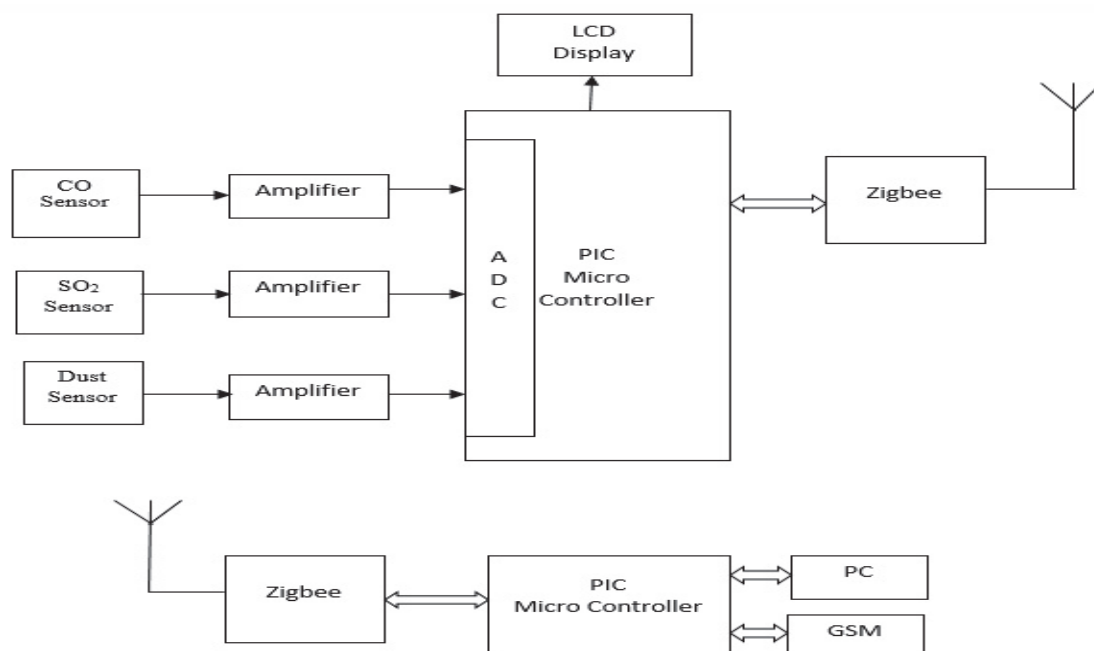 LCD
Display
CO
Sensor
Amplifier
Zigbee
SO₂
Sensor
Amplifier
A
D
C
PIC
Micro
Controller
Dust
Sensor
Amplifier
Zigbee
PIC
Micro Controller
PC
GSM